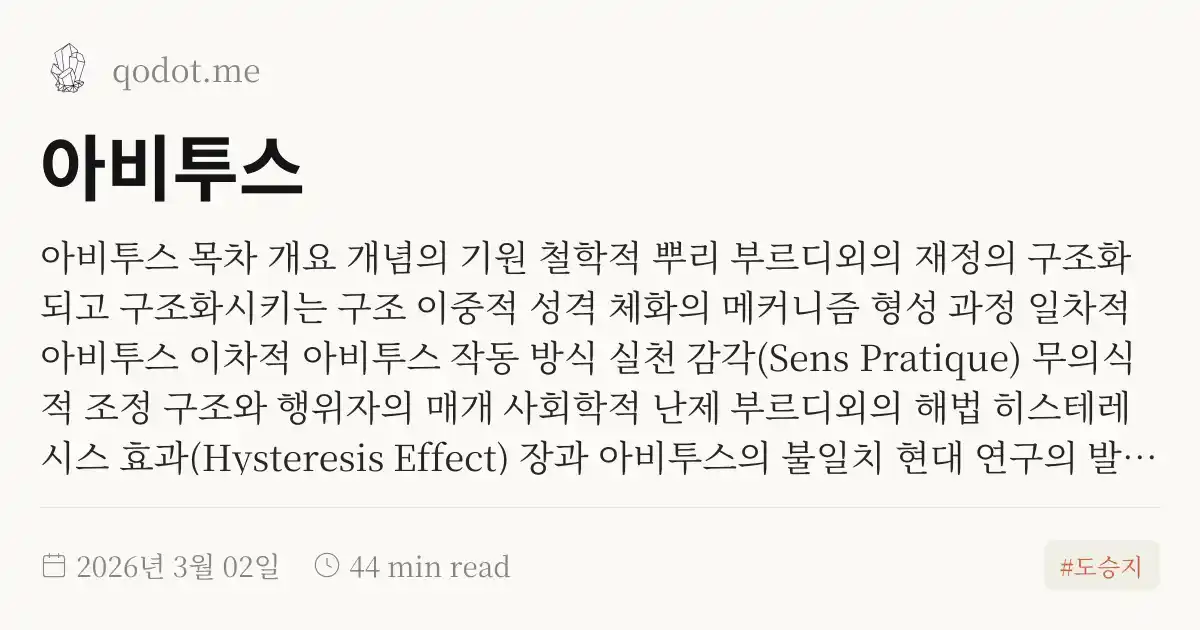 qodot.me
아비투스
아비투스 목차 개요 개념의 기원 철학적 뿌리 부르디외의 재정의 구조화
되고 구조화시키는 구조 이중적 성격 체화의 메커니즘 형성 과정 일차적
아비투스 이차적 아비투스 작동 방식 실천 감각(Sens Pratique) 무의식
적 조정 구조와 행위자의 매개 사회학적 난제 부르디외의 해법 히스테레
시스 효과(Hysteresis Effect) 장과 아비투스의 불일치 현대 연구의 발…
2026년 3월 02일 44 min read #도승지